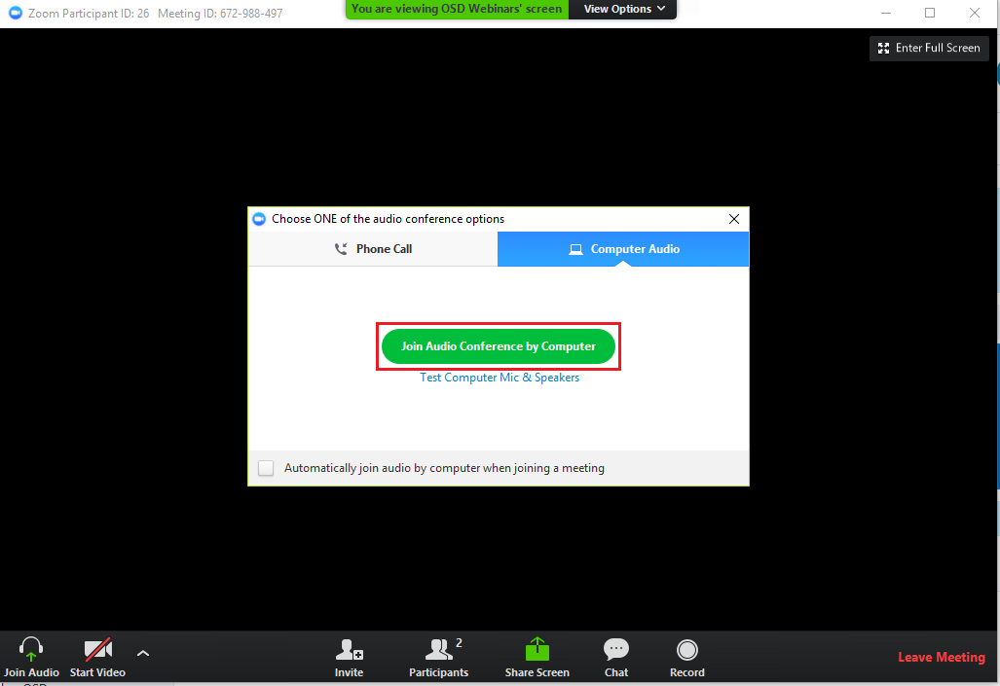 Zoom Participant ID: 26 Meeting ID: 672-988-497
You are viewing OSD Webinars' screen
View Options
Enter Full Screen
Choose ONE of the audio conference options
Phone Call
Computer Audio
Join Audio Conference by Computer
Test Computer Mic & Speakers
Automatically join audio by computer when joining a meeting
2
Join Audio
Start Video
Invite
Participants
Share Screen
Chat
Record
Leave Meeting